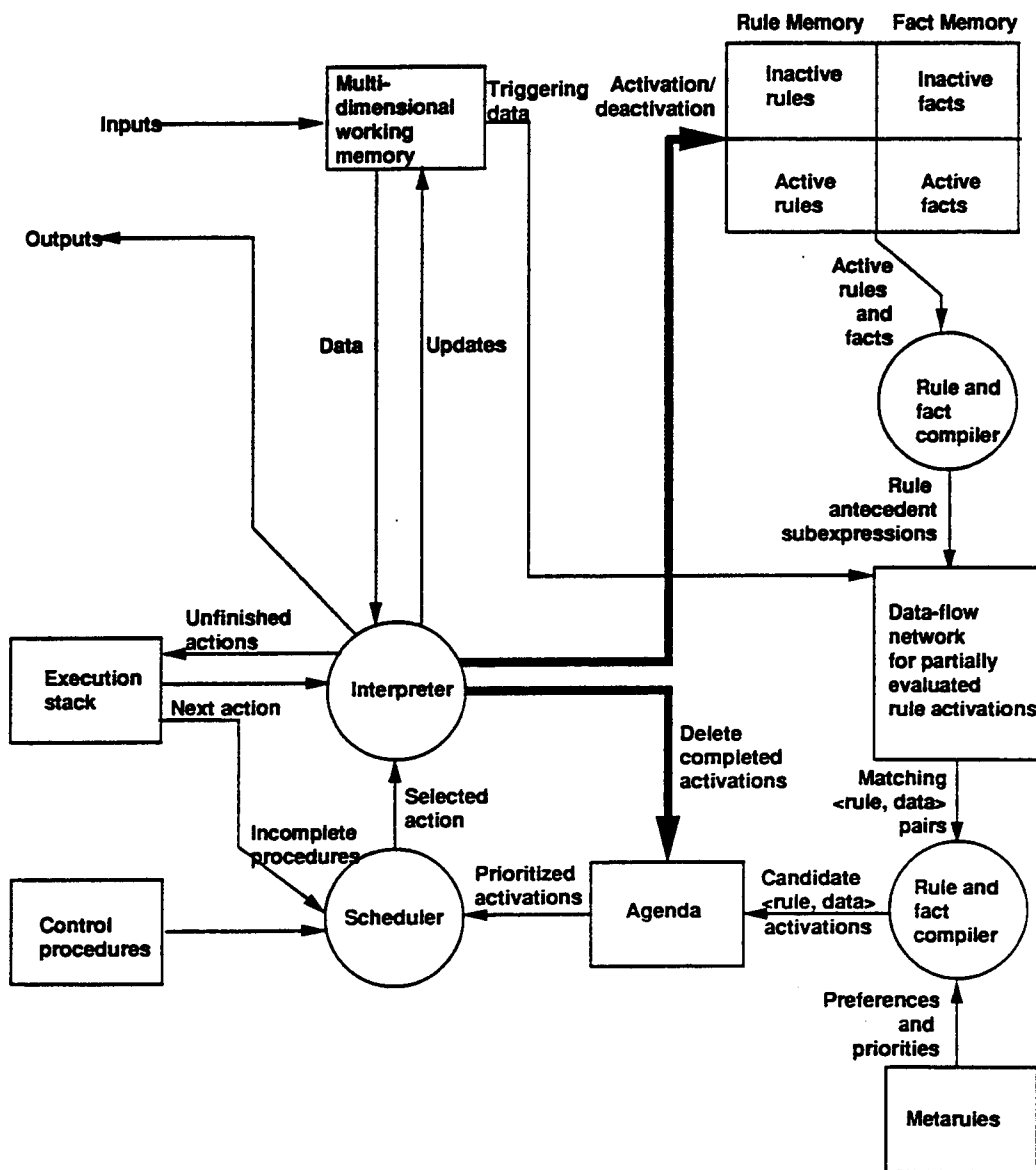 Rule Memory
Fact Memory
Inactive
rules
Inactive
facts
Active
rules
Active
facts
Activation/
deactivation
Multi-
dimensional
working
memory
Triggering
data
Inputs
Outputs
Data
Updates
Active
rules
and
facts
Rule and
fact
compiler
Rule
antecedent
subexpressions
Data-flow
network
for partially
evaluated
rule activations
Unfinished
actions
Execution
stack
Interpreter
Next action
Delete
completed
activations
Selected
action
Incomplete
procedures
Matching
<rule, data>
pairs
Control
procedures
Scheduler
Prioritized
activations
Agenda
Candidate
<rule, data>
activations
Rule and
fact
compiler
Preferences
and
priorities
Metarules